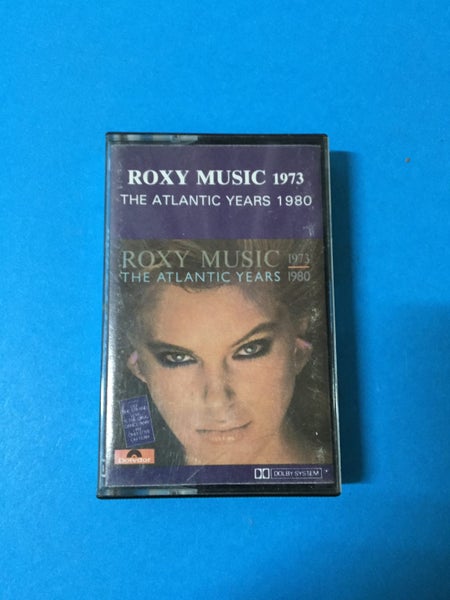 ROXY MUSIC 1973
THE ATLANTIC YEARS 1980
ROXY MUSIC 1973
THE ATLANTIC YEARS 1980
Polydor
DOLBY SYSTEM